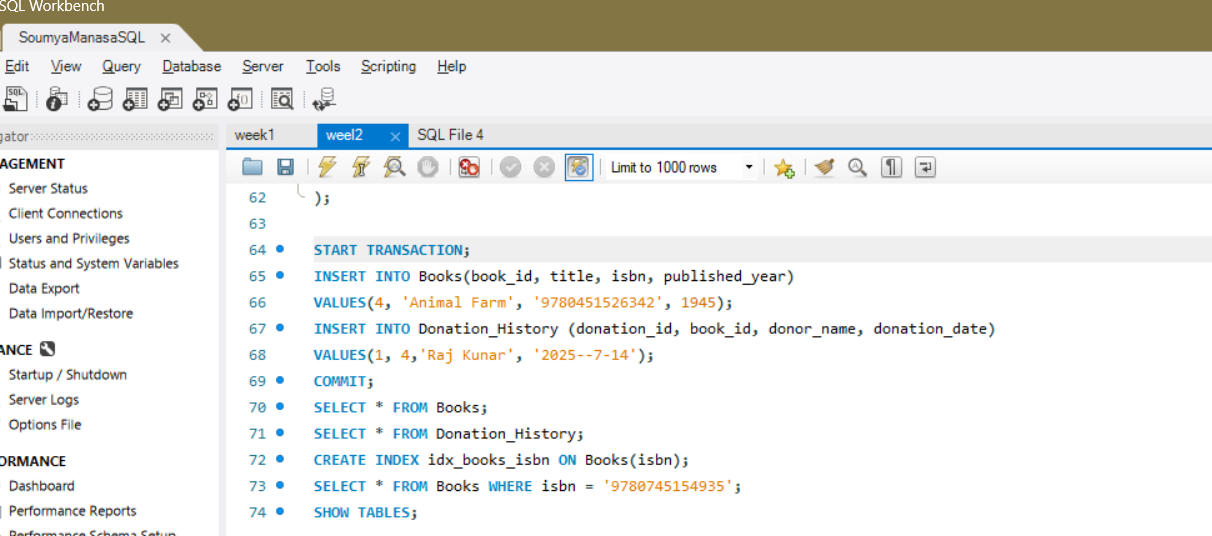 SQL Workbench
SoumyaManasaSQL
Edit View Query Database Server Tools Scripting Help
week1 weel2 SQL File 4
Limit to 1000 rows
AGEMENT
Server Status
Client Connections
Users and Privileges
Status and System Variables
Data Export
Data Import/Restore
ANCE
Startup / Shutdown
Server Logs
Options File
ORMANCE
Dashboard
Performance Reports
Performance Schema Setup
62 );
63
64 START TRANSACTION;
65 INSERT INTO Books(book_id, title, isbn, published_year)
66 VALUES(4, 'Animal Farm', '9780451526342', 1945);
67 INSERT INTO Donation_History (donation_id, book_id, donor_name, donation_date)
68 VALUES(1, 4,'Raj Kunar', '2025--7-14');
69 COMMIT;
70 SELECT * FROM Books;
71 SELECT * FROM Donation_History;
72 CREATE INDEX idx_books_isbn ON Books(isbn);
73 SELECT * FROM Books WHERE isbn = '9780745154935';
74 SHOW TABLES;